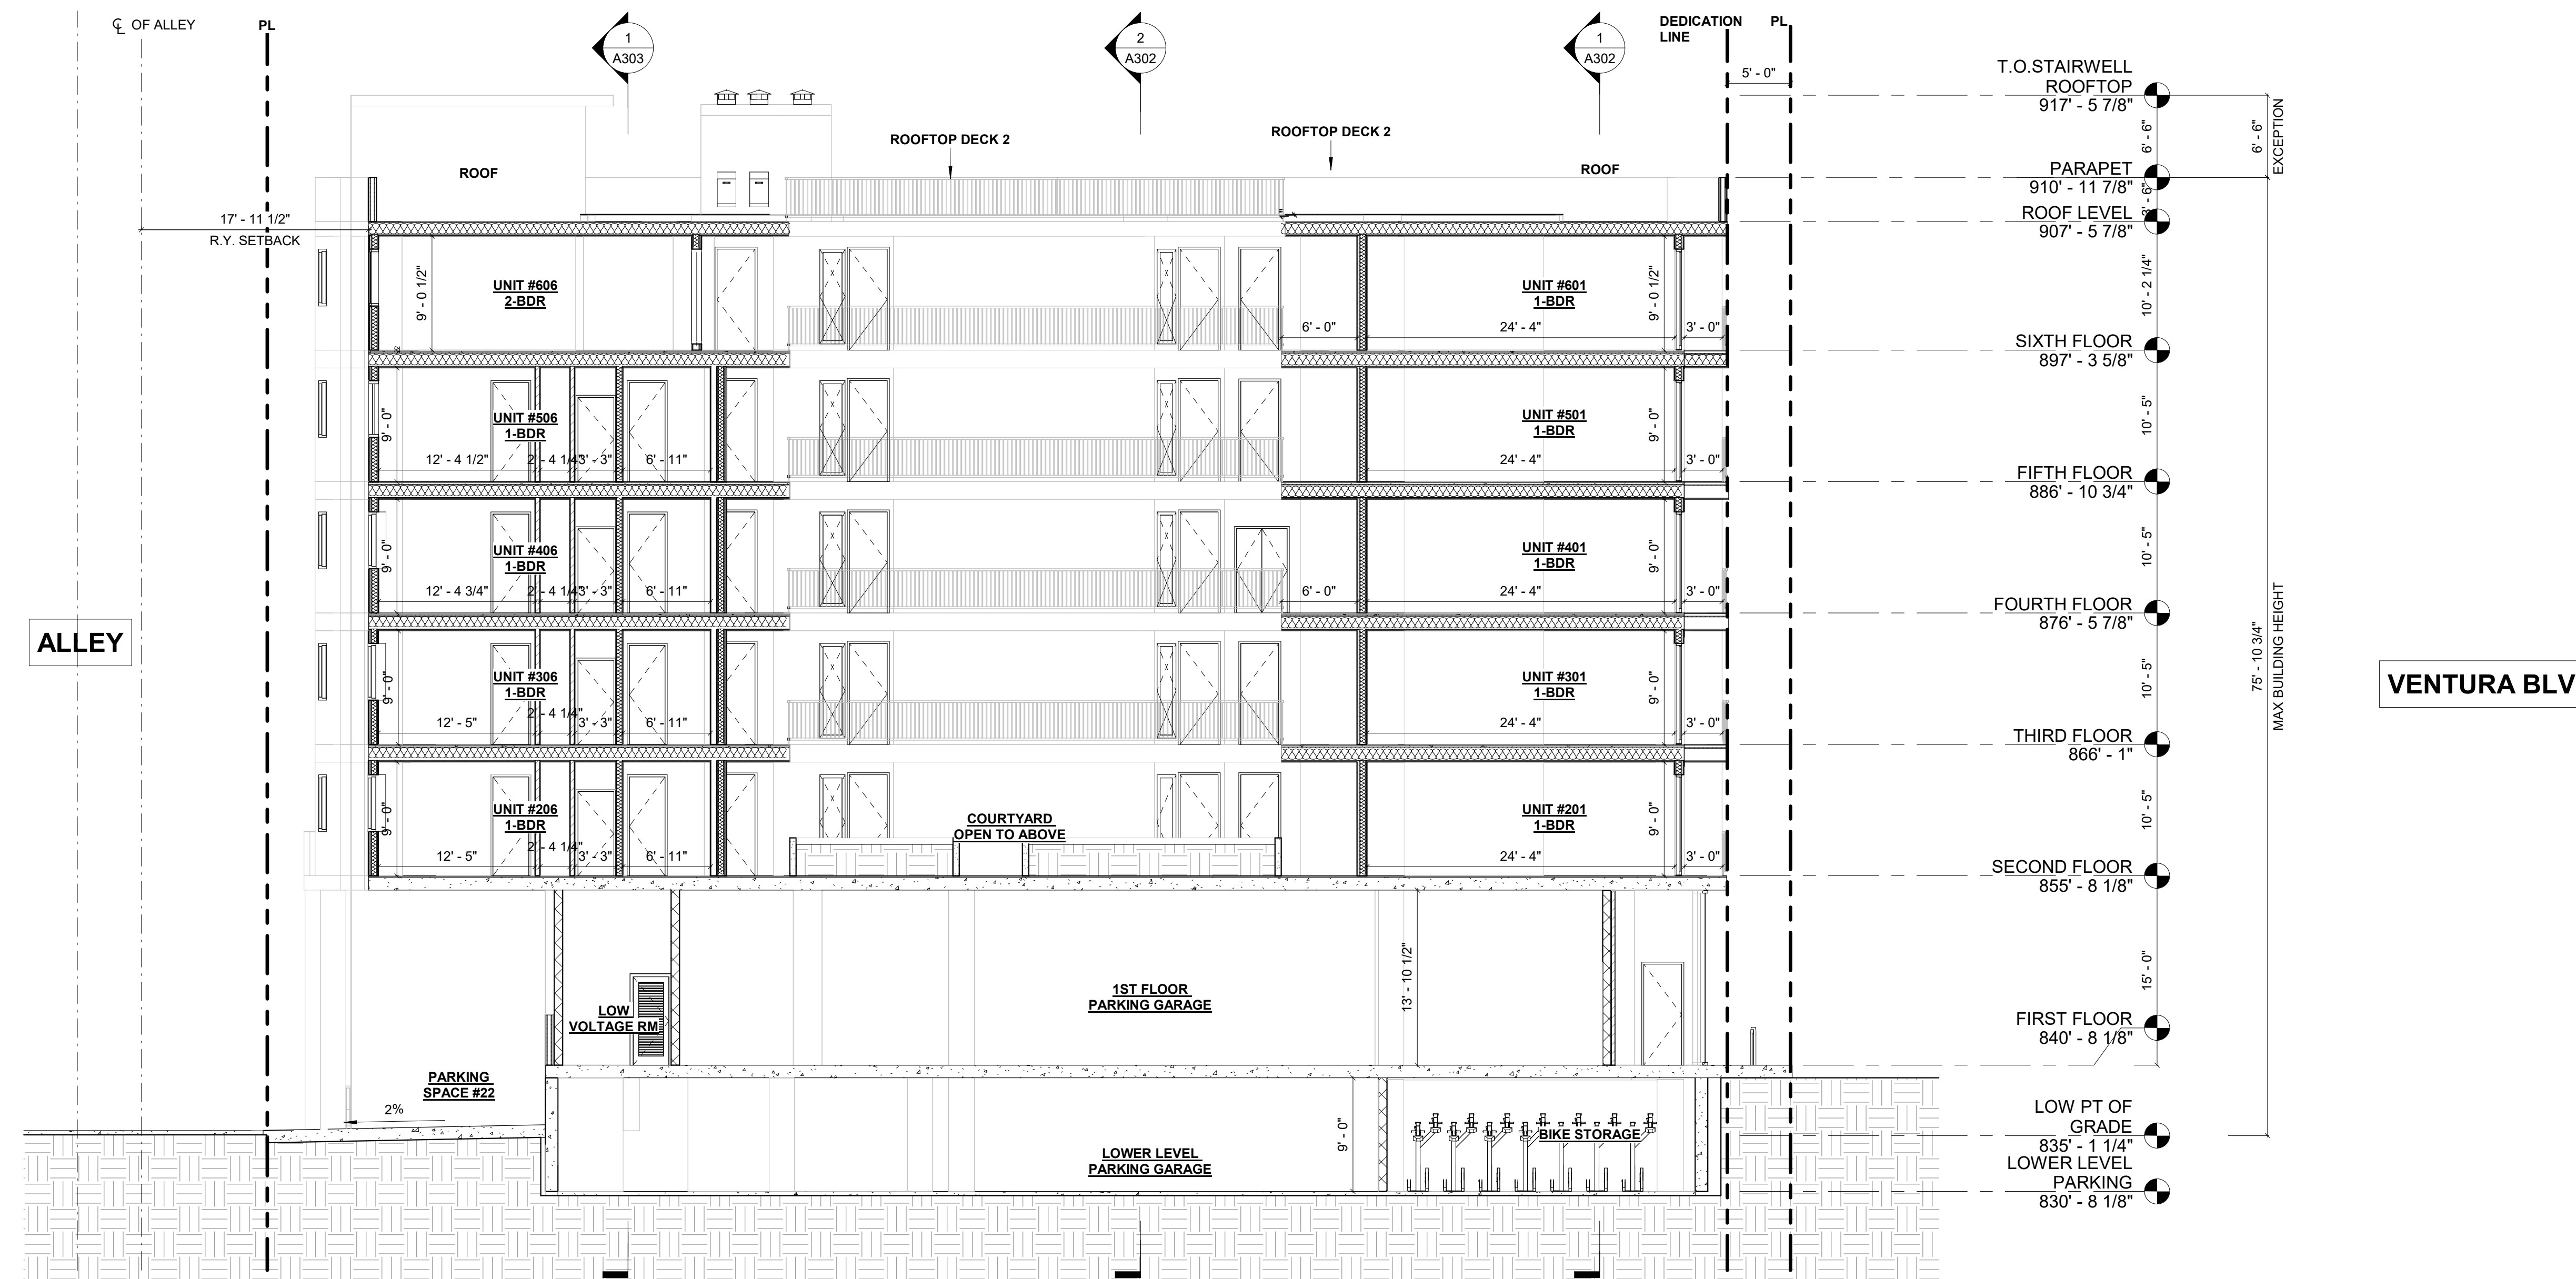 ℄ OF ALLEY
PL
1
A303
2
A302
1
A302
DEDICATION
LINE
PL
5' - 0"
T.O.STAIRWELL
ROOFTOP
917' - 5 7/8"
6' - 6"
6' - 6"
EXCEPTION
ROOFTOP DECK 2
ROOFTOP DECK 2
ROOF
ROOF
PARAPET
910' - 11 7/8"
3' - 6"
ROOF LEVEL
907' - 5 7/8"
17' - 11 1/2"
R.Y. SETBACK
9' - 0 1/2"
UNIT #606
2-BDR
UNIT #601
1-BDR
9' - 0 1/2"
6' - 0"
24' - 4"
3' - 0"
10' - 2 1/4"
SIXTH FLOOR
897' - 3 5/8"
9' - 0"
UNIT #506
1-BDR
12' - 4 1/2"
2' - 4 1/4"
3' - 3"
6' - 11"
UNIT #501
1-BDR
9' - 0"
24' - 4"
3' - 0"
10' - 5"
FIFTH FLOOR
886' - 10 3/4"
9' - 0"
UNIT #406
1-BDR
12' - 4 3/4"
2' - 4 1/4"
3' - 3"
6' - 11"
UNIT #401
1-BDR
9' - 0"
6' - 0"
24' - 4"
3' - 0"
10' - 5"
FOURTH FLOOR
876' - 5 7/8"
75' - 10 3/4"
MAX BUILDING HEIGHT
ALLEY
VENTURA BLV
9' - 0"
UNIT #306
1-BDR
12' - 5"
2' - 4 1/4"
3' - 3"
6' - 11"
UNIT #301
1-BDR
9' - 0"
24' - 4"
3' - 0"
10' - 5"
THIRD FLOOR
866' - 1"
9' - 0"
UNIT #206
1-BDR
12' - 5"
2' - 4 1/4"
3' - 3"
6' - 11"
COURTYARD
OPEN TO ABOVE
UNIT #201
1-BDR
9' - 0"
24' - 4"
3' - 0"
10' - 5"
SECOND FLOOR
855' - 8 1/8"
13' - 10 1/2"
15' - 0"
LOW
VOLTAGE RM
1ST FLOOR
PARKING GARAGE
FIRST FLOOR
840' - 8 1/8"
PARKING
SPACE #22
2%
9' - 0"
BIKE STORAGE
LOWER LEVEL
PARKING GARAGE
LOW PT OF
GRADE
835' - 1 1/4"
LOWER LEVEL
PARKING
830' - 8 1/8"